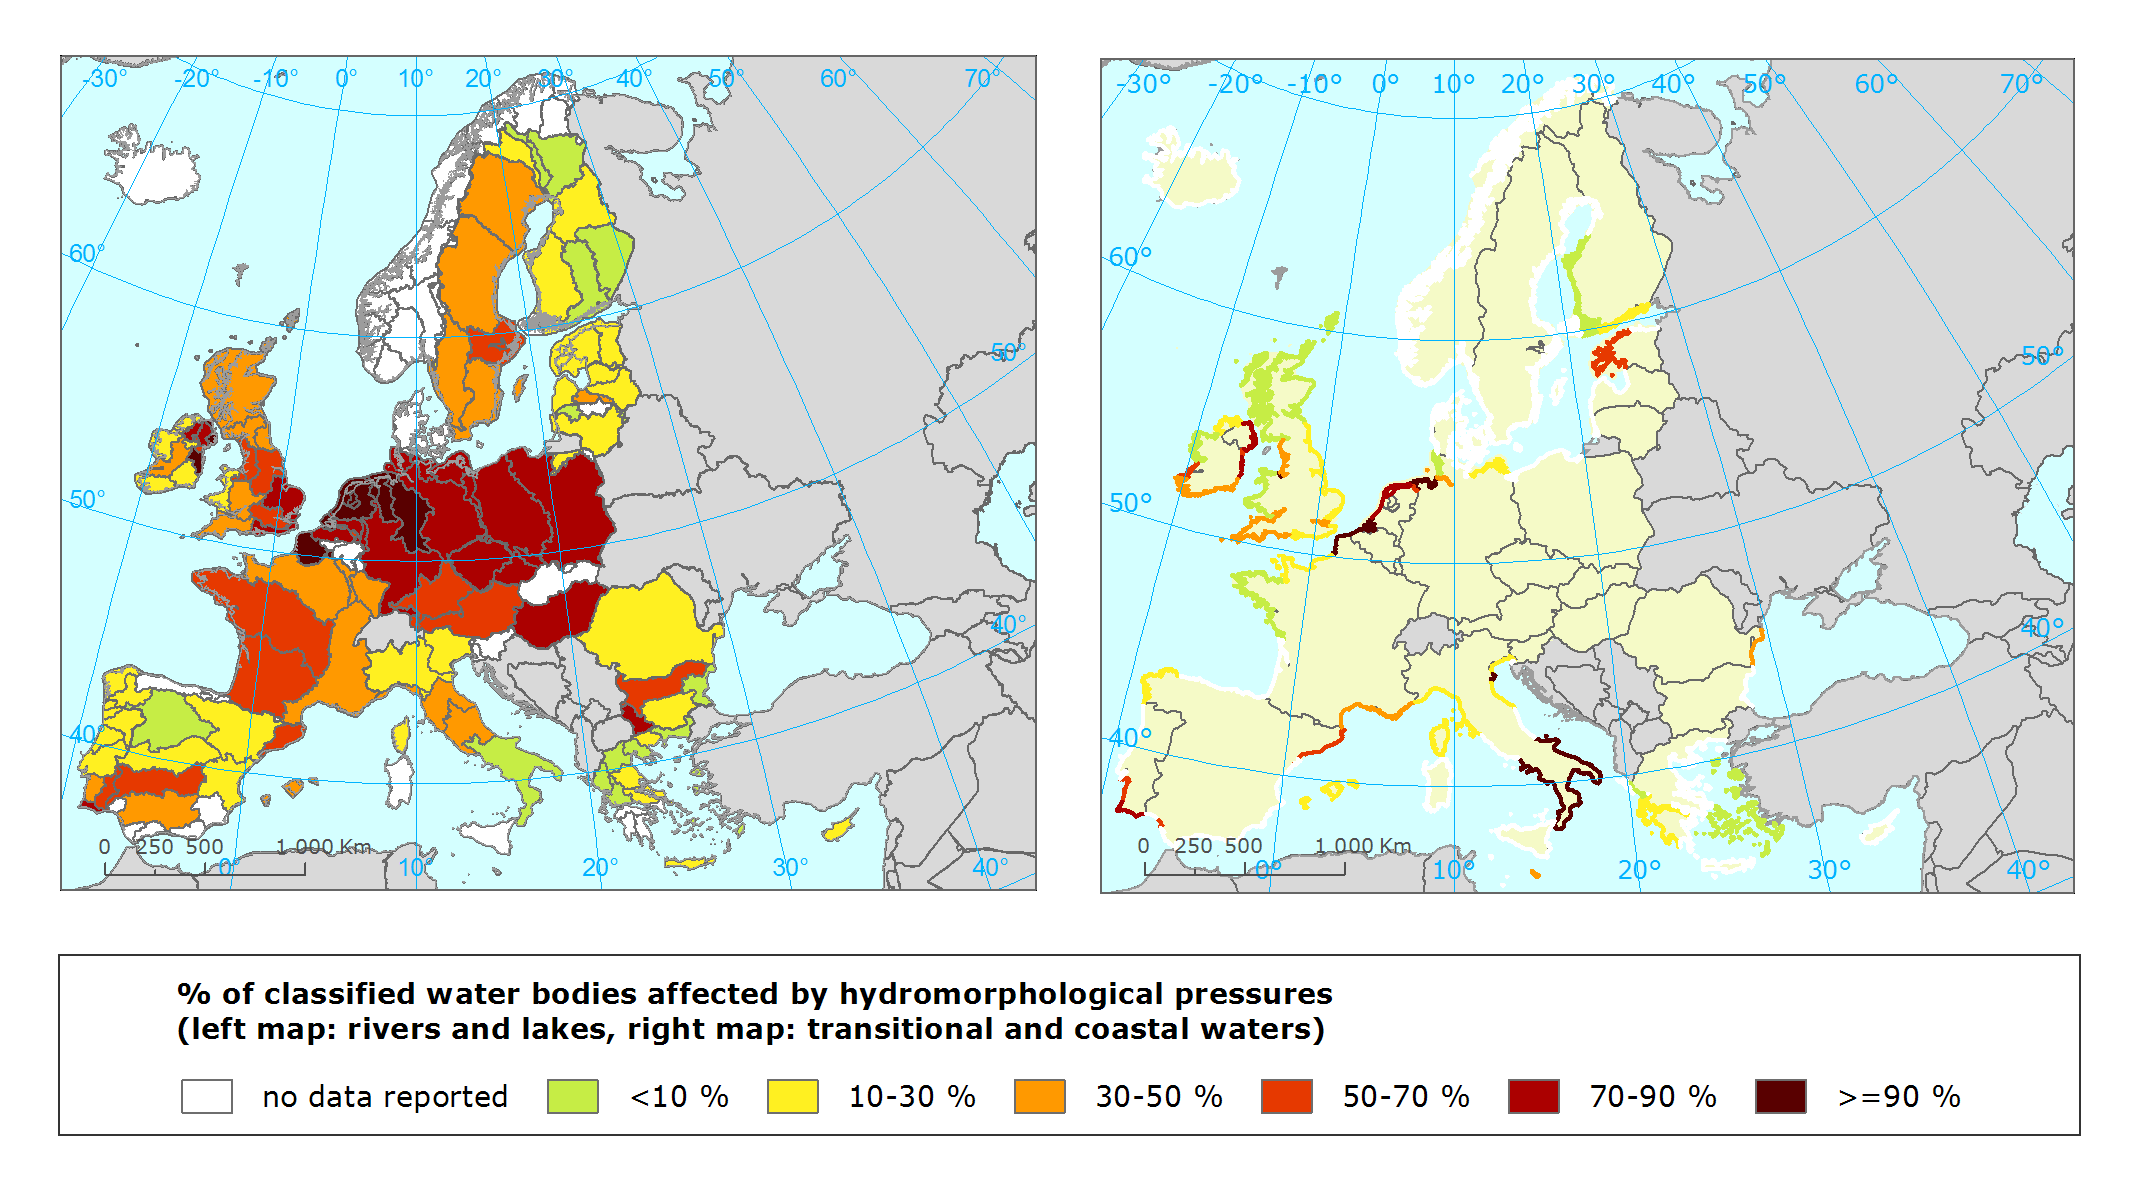 -30° -20° -10° 0° 10° 20° 30° 40° 50° 60° 70°
60°
50°
50°
40°
40°
0 250 500 1 000 Km
0° 10° 20° 30° 40°
-30° -20° -10° 0° 10° 20° 30° 40° 50° 60° 70°
60°
50°
50°
40°
40°
0 250 500 1 000 Km
0° 10° 20° 30° 40°
% of classified water bodies affected by hydromorphological pressures
(left map: rivers and lakes, right map: transitional and coastal waters)
no data reported <10 % 10-30 % 30-50 % 50-70 % 70-90 % >=90 %